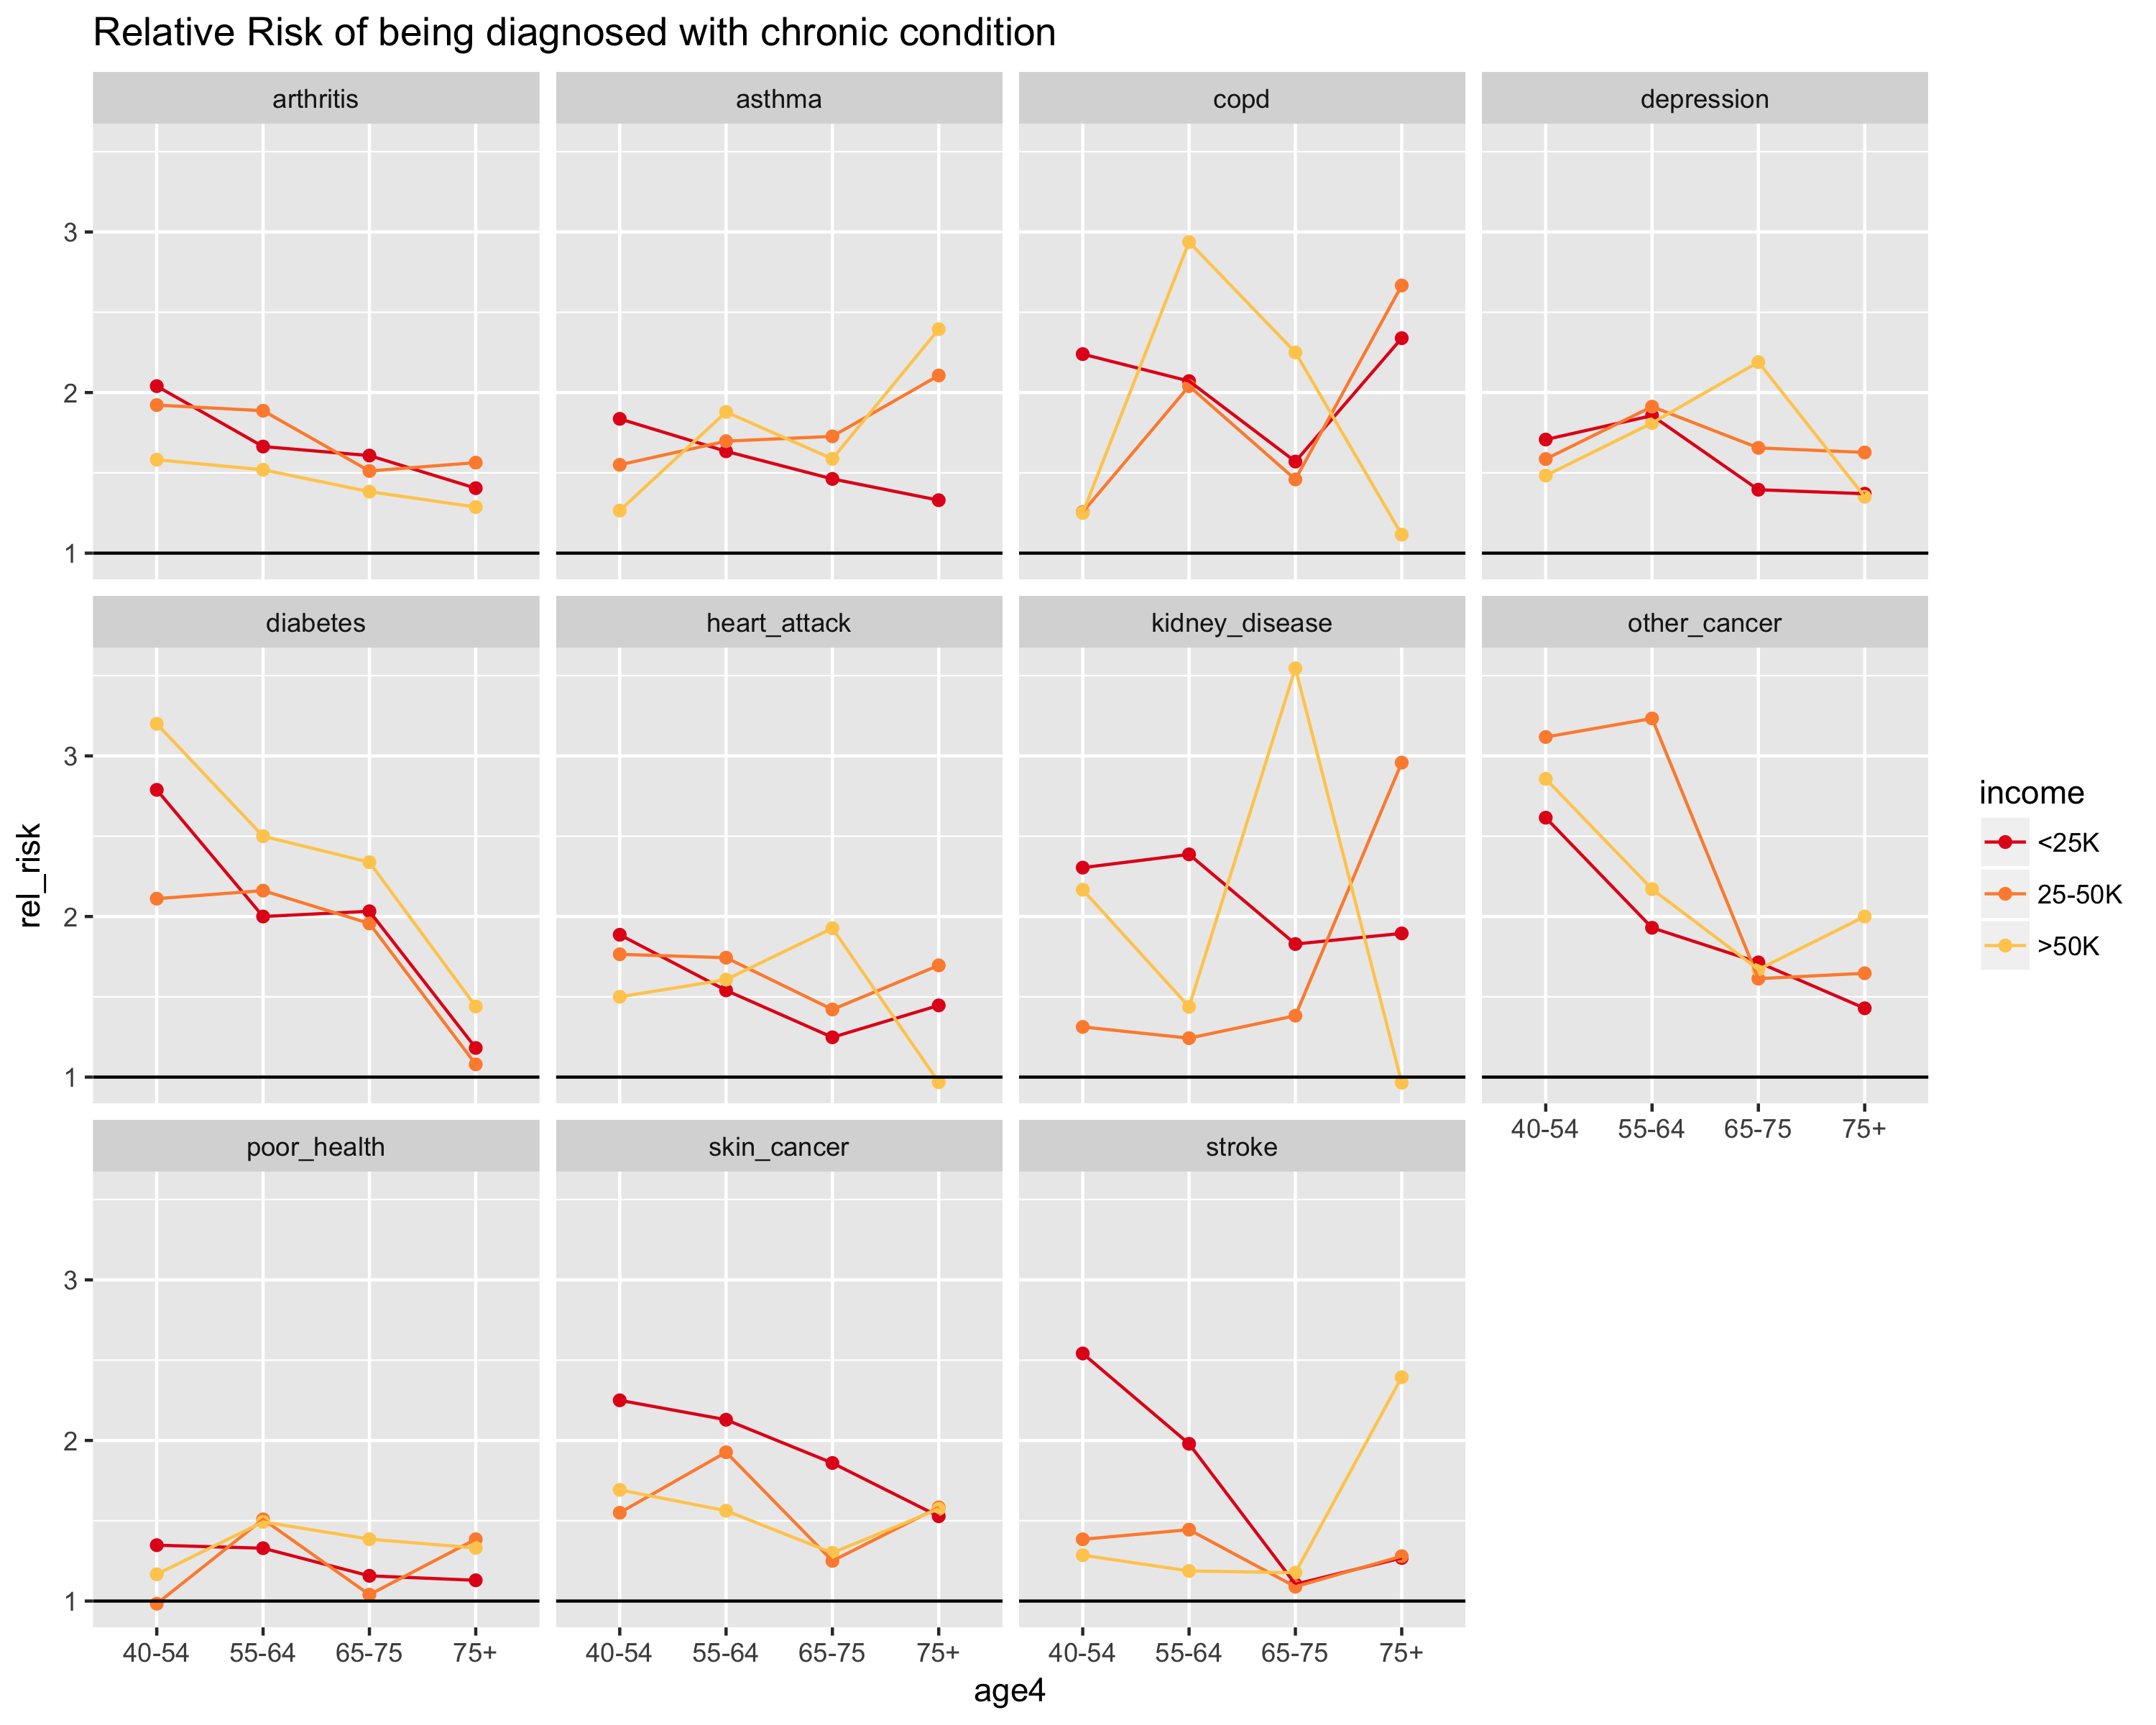 Relative Risk of being diagnosed with chronic condition
arthritis asthma copd depression
3
2
1
diabetes heart_attack kidney_disease other_cancer
3
2
1
40-54 55-64 65-75 75+
poor_health skin_cancer stroke
3
2
1
40-54 55-64 65-75 75+ 40-54 55-64 65-75 75+ 40-54 55-64 65-75 75+
age4
rel_risk
income
<25K
25-50K
>50K